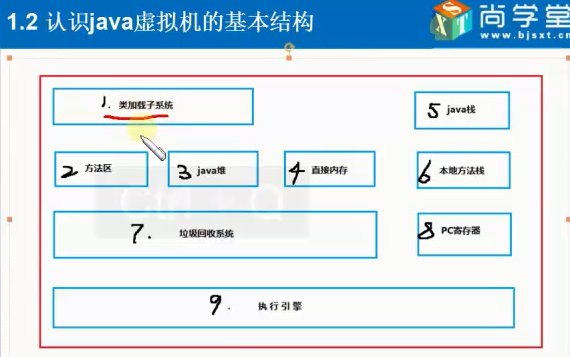 1.2 认识java虚拟机的基本结构
尚学堂
www.bjsxt.com
1. 类加载子系统
5 java栈
2 方法区
3 java堆
4 直接内存
6 本地方法栈
Ctrl + Q
7. 垃圾回收系统
8 PC寄存器
9. 执行引擎